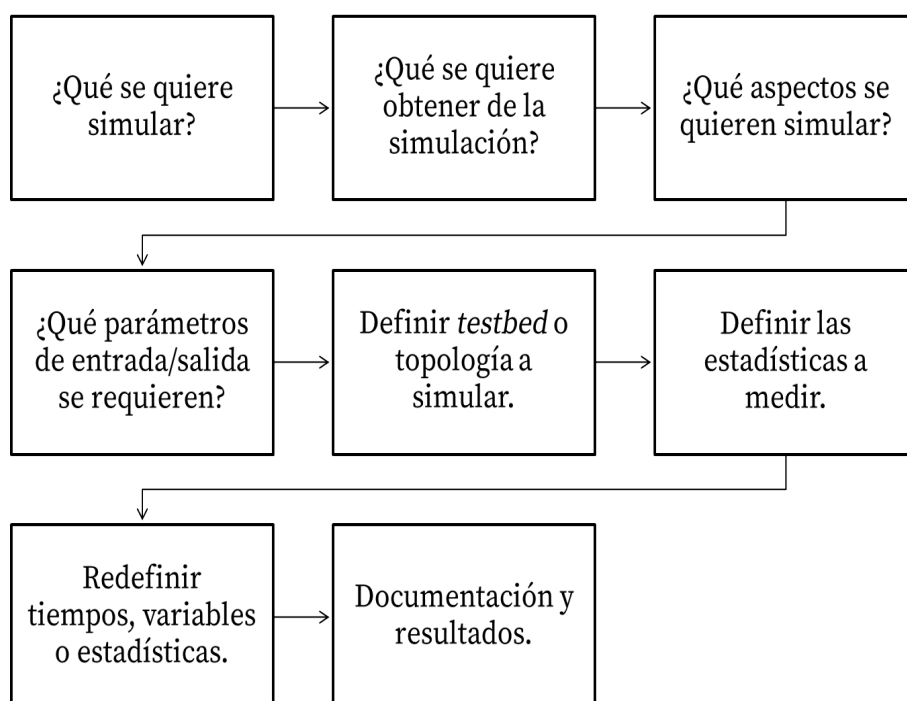 ¿Qué se quiere
simular?
¿Qué se quiere
obtener de la
simulación?
¿Qué aspectos se
quieren simular?
¿Qué parámetros
de entrada/salida
se requieren?
Definir testbed o
topología a
simular.
Definir las
estadísticas a
medir.
Redefinir
tiempos, variables
o estadísticas.
Documentación y
resultados.